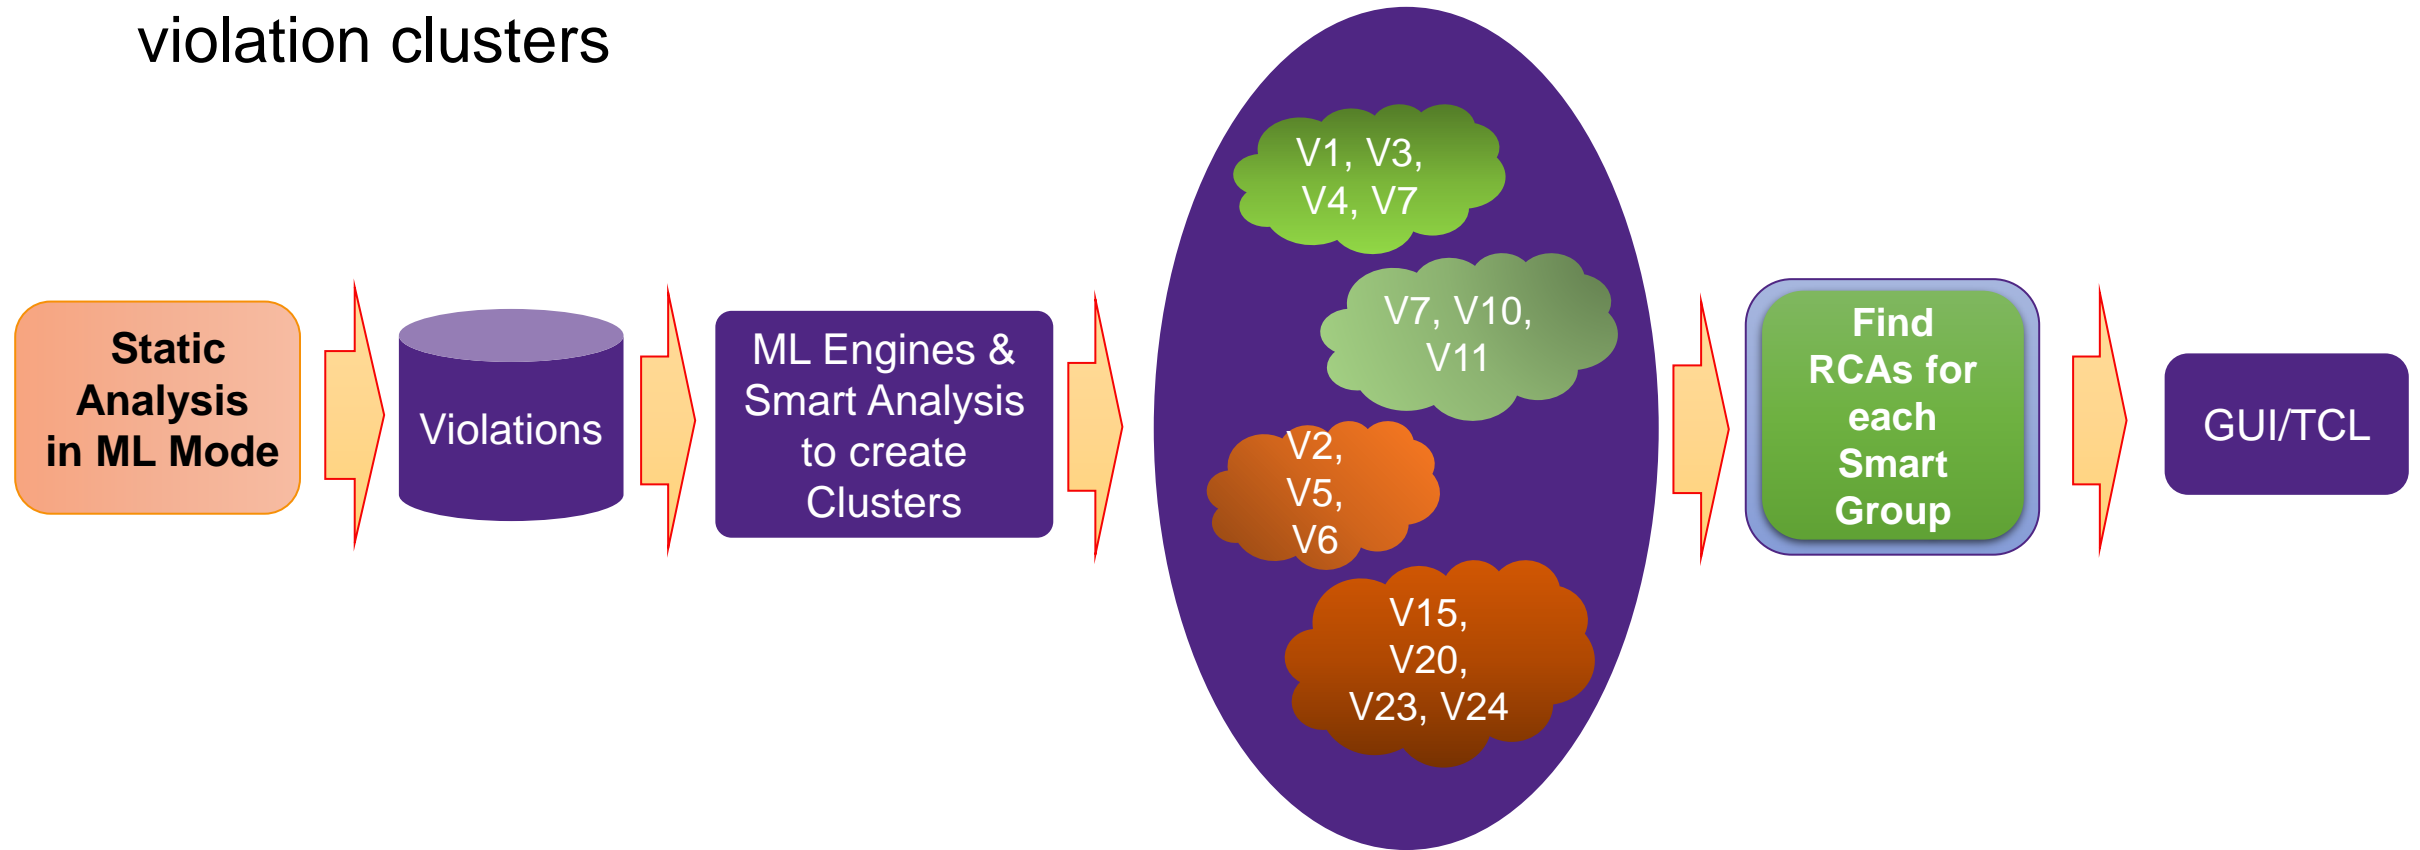 violation clusters
Static
Analysis
in ML Mode
Violations
ML Engines &
Smart Analysis
to create
Clusters
V1, V3,
V4, V7
V7, V10,
V11
V2,
V5,
V6
V15,
V20,
V23, V24
Find
RCAs for
each
Smart
Group
GUI/TCL